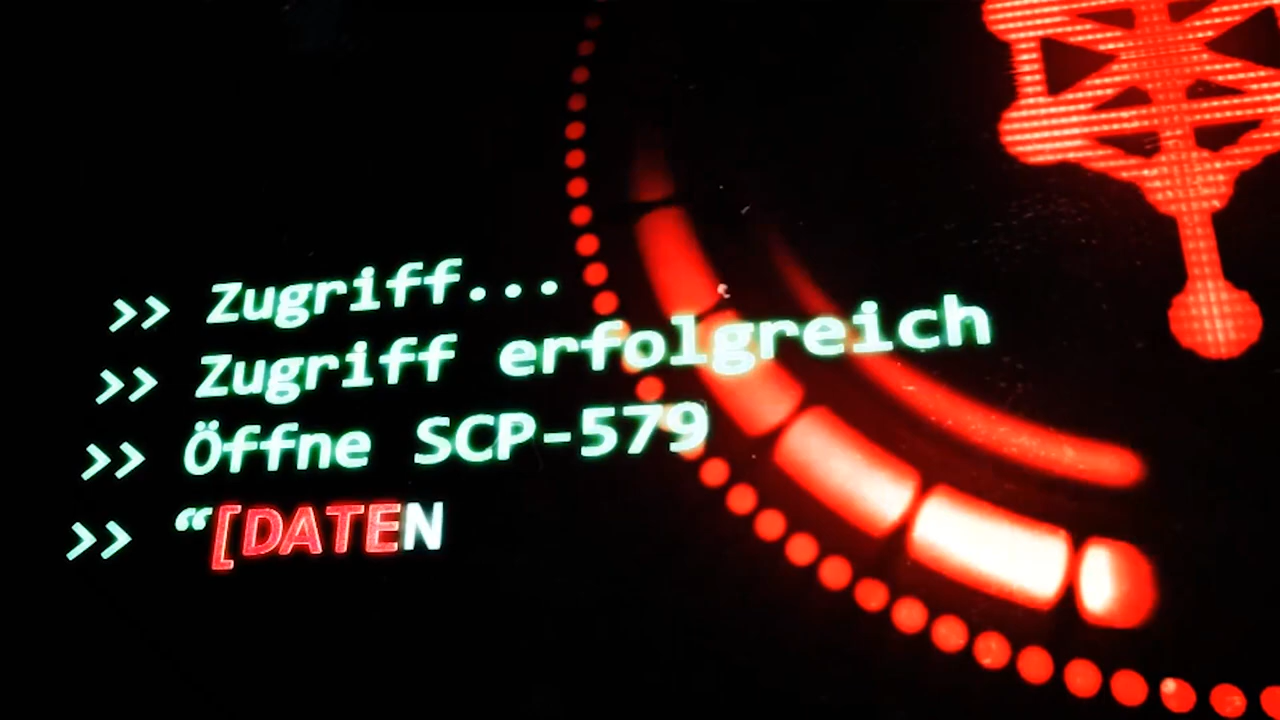 >> Zugriff...
>> Zugriff erfolgreich
>> Öffne SCP-579
>> “[DATEN